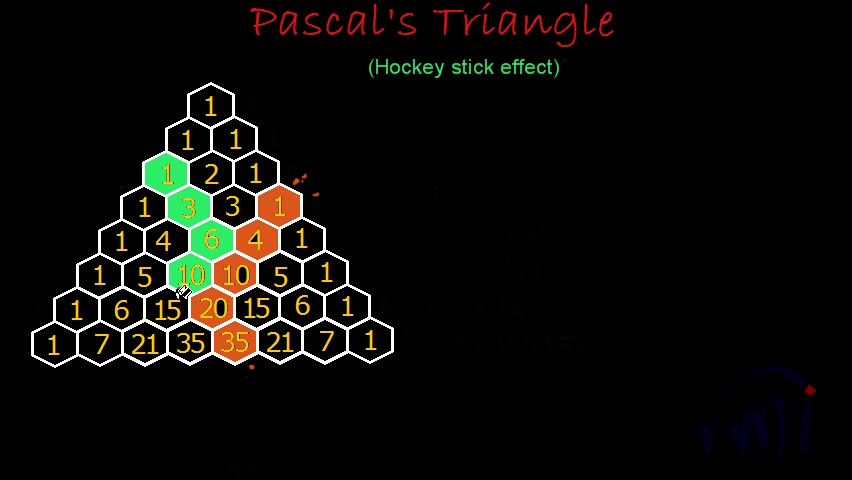 Pascal's Triangle
(Hockey stick effect)
1
1 1
1 2 1
1 3 3 1
1 4 6 4 1
1 5 10 10 5 1
1 6 15 20 15 6 1
1 7 21 35 35 21 7 1